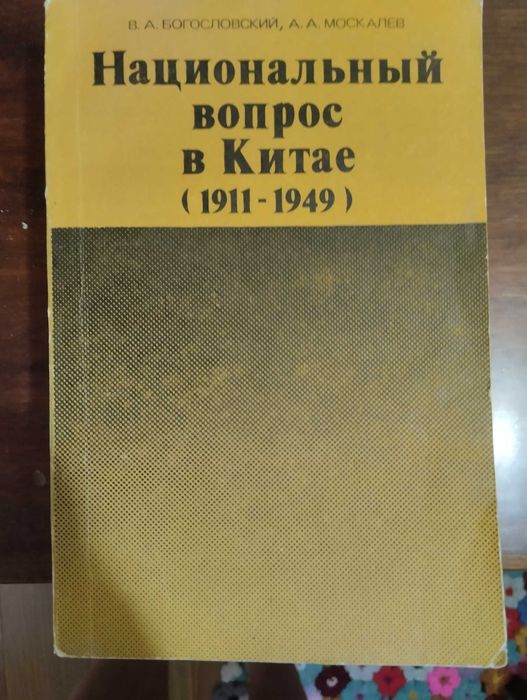 В. А. БОГОСЛОВСКИЙ, А. А. МОСКАЛЕВ
Национальный
вопрос
в Китае
(1911-1949)